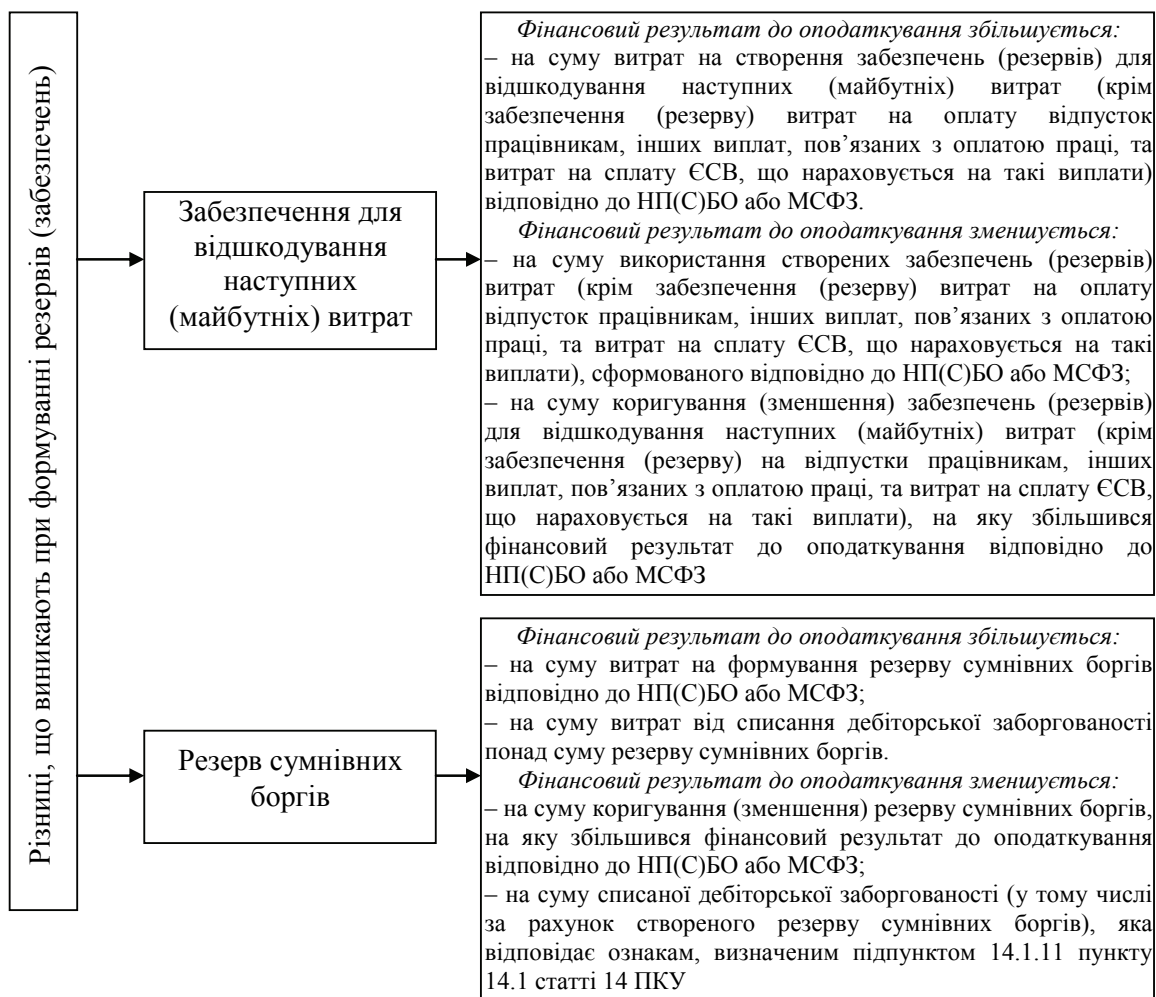 Різниці, що виникають при формуванні резервів (забезпечень)
Забезпечення для
відшкодування
наступних
(майбутніх) витрат
Фінансовий результат до оподаткування збільшується:
– на суму витрат на створення забезпечень (резервів) для
відшкодування наступних (майбутніх) витрат (крім
забезпечення (резерву) витрат на оплату відпусток
працівникам, інших виплат, пов’язаних з оплатою праці, та
витрат на сплату ЄСВ, що нараховується на такі виплати)
відповідно до НП(С)БО або МСФЗ.
Фінансовий результат до оподаткування зменшується:
– на суму використання створених забезпечень (резервів)
витрат (крім забезпечення (резерву) витрат на оплату
відпусток працівникам, інших виплат, пов’язаних з оплатою
праці, та витрат на сплату ЄСВ, що нараховується на такі
виплати), сформованого відповідно до НП(С)БО або МСФЗ;
– на суму коригування (зменшення) забезпечень (резервів)
для відшкодування наступних (майбутніх) витрат (крім
забезпечення (резерву) на відпустки працівникам, інших
виплат, пов’язаних з оплатою праці, та витрат на сплату ЄСВ,
що нараховується на такі виплати), на яку збільшився
фінансовий результат до оподаткування відповідно до
НП(С)БО або МСФЗ
Резерв сумнівних
боргів
Фінансовий результат до оподаткування збільшується:
– на суму витрат на формування резерву сумнівних боргів
відповідно до НП(С)БО або МСФЗ;
– на суму витрат від списання дебіторської заборгованості
понад суму резерву сумнівних боргів.
Фінансовий результат до оподаткування зменшується:
– на суму коригування (зменшення) резерву сумнівних боргів,
на яку збільшився фінансовий результат до оподаткування
відповідно до НП(С)БО або МСФЗ;
– на суму списаної дебіторської заборгованості (у тому числі
за рахунок створеного резерву сумнівних боргів), яка
відповідає ознакам, визначеним підпунктом 14.1.11 пункту
14.1 статті 14 ПКУ